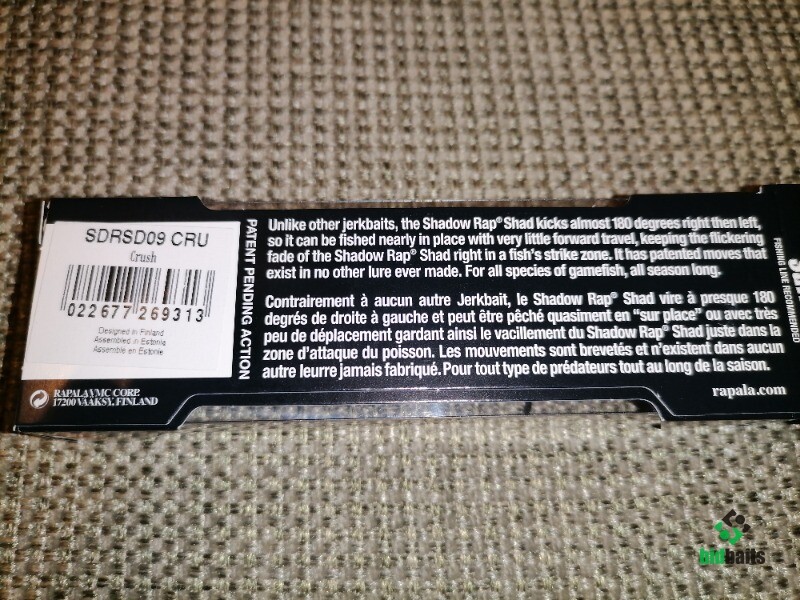 SDRSD09 CRU
Crush
022677 269313
Designed in Finland
Assembled in Estonia
Assemblé en Estonie
RAPALA VMC CORP.
17200 VAAKSY, FINLAND
PATENT PENDING ACTION
Unlike other jerkbaits, the Shadow Rap® Shad kicks almost 180 degrees right then left,
so it can be fished nearly in place with very little forward travel, keeping the flickering
fade of the Shadow Rap® Shad right in a fish's strike zone. It has patented moves that
exist in no other lure ever made. For all species of gamefish, all season long.
Contrairement à aucun autre Jerkbait, le Shadow Rap® Shad vire à presque 180
degrés de droite à gauche et peut être pêché quasiment en “sur place” ou avec très
peu de déplacement gardant ainsi le vacillement du Shadow Rap® Shad juste dans la
zone d'attaque du poisson. Les mouvements sont brevetés et n'existent dans aucun
autre leurre jamais fabriqué. Pour tout type de prédateurs tout au long de la saison.
rapala.com
FISHING LINE RECOMMENDED
bidbaits